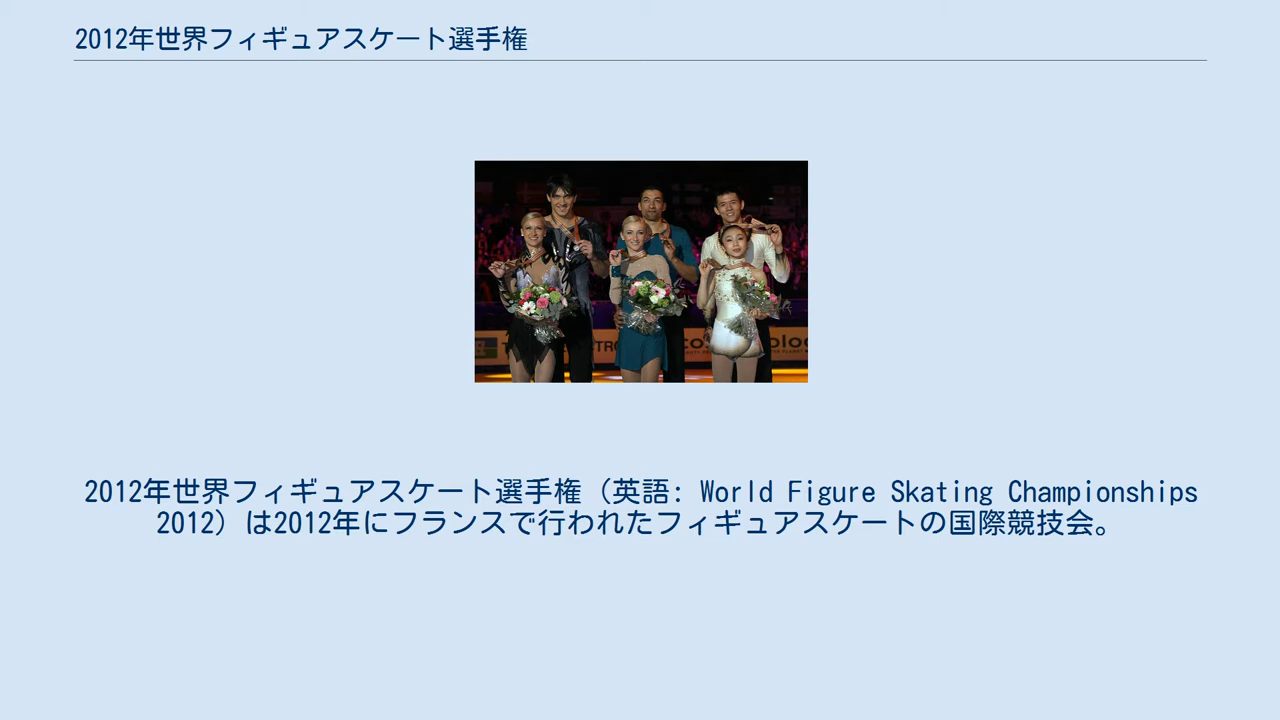 2012年世界フィギュアスケート選手権
2012年世界フィギュアスケート選手権（英語: World Figure Skating Championships
2012）は2012年にフランスで行われたフィギュアスケートの国際競技会。